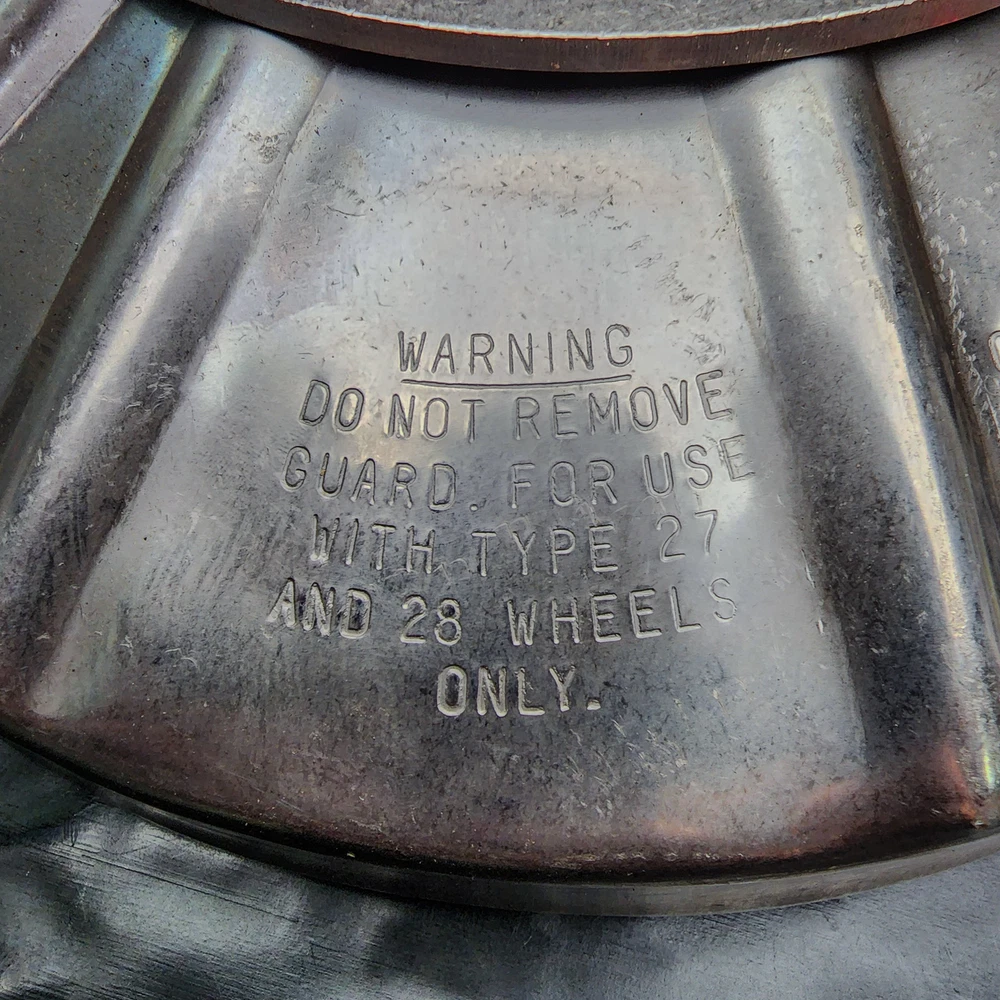 WARNING
DO NOT REMOVE
GUARD. FOR USE
WITH TYPE 27
AND 28 WHEELS
ONLY.